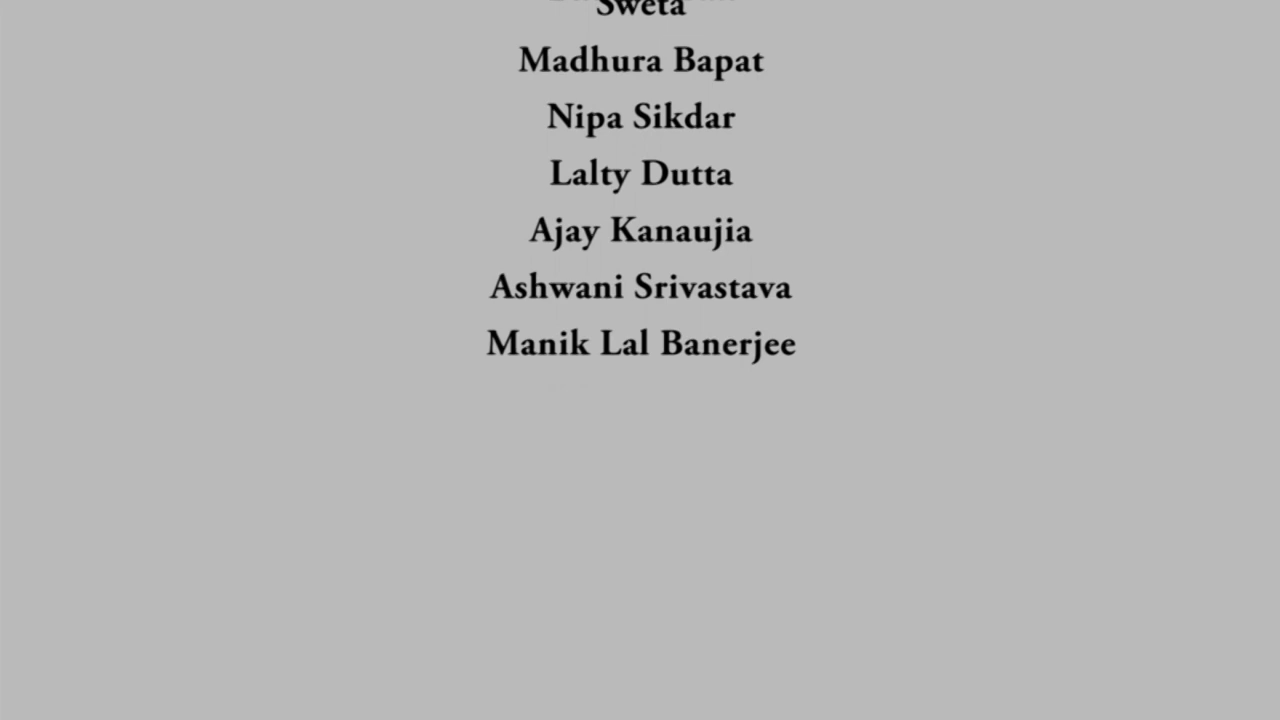 Sweta
Madhura Bapat
Nipa Sikdar
Lalty Dutta
Ajay Kanaujia
Ashwani Srivastava
Manik Lal Banerjee